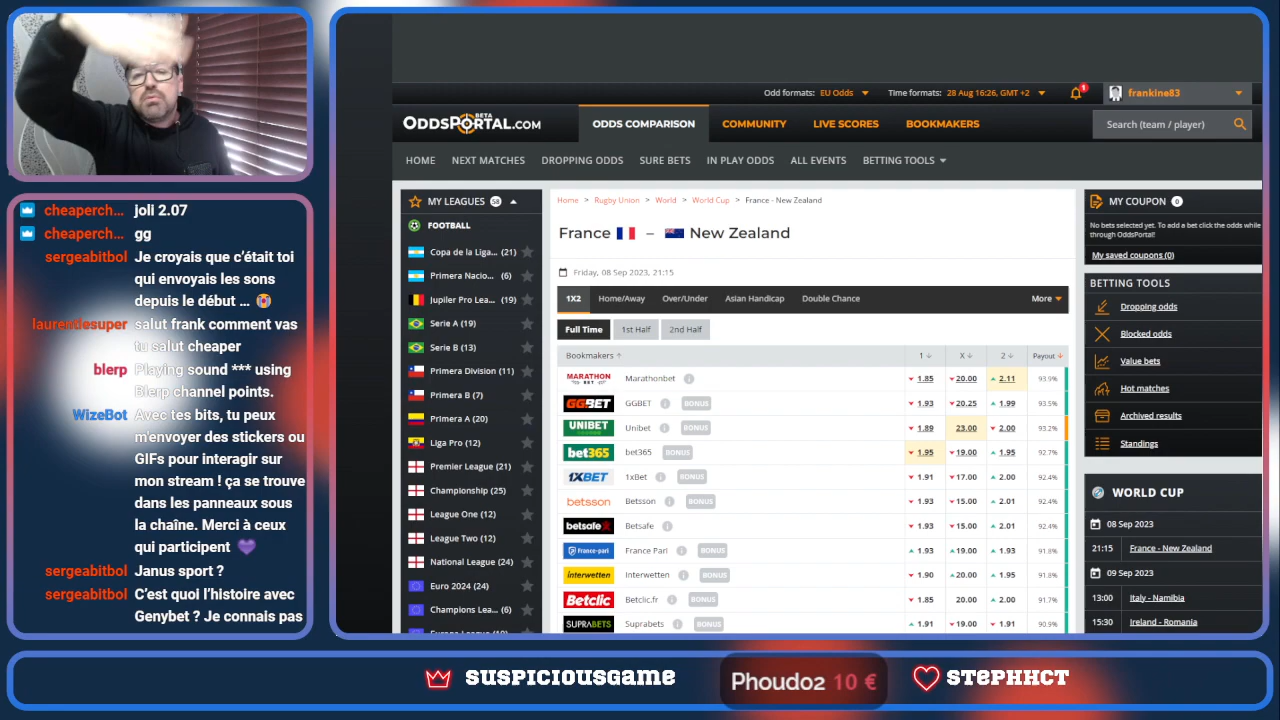 cheaperch... joli 2.07
cheaperch... gg
sergeabitbol Je croyais que c'était toi
qui envoyais les sons
depuis le début ...
laurentdesuper salut frank comment vas
tu salut cheaper
blerp Playing sound *** using
Blerp channel points.
WizeBot Avec tes bits, tu peux
m'envoyer des stickers ou
GIFs pour interagir sur
mon stream ! ça se trouve
dans les panneaux sous
la chaîne. Merci à ceux
qui participent
sergeabitbol Janus sport ?
sergeabitbol C'est quoi l'histoire avec
Genybet ? Je connais pas
Odd formats: EU Odds Time formats: 28 Aug 16:26, GMT +2 1 frankine83
ODDSPORTAL.COM BETA
ODDS COMPARISON COMMUNITY LIVE SCORES BOOKMAKERS Search (team / player)
HOME NEXT MATCHES DROPPING ODDS SURE BETS IN PLAY ODDS ALL EVENTS BETTING TOOLS
MY LEAGUES 58
FOOTBALL
Copa de la Liga... (21)
Primera Nacio... (6)
Jupiler Pro Lea... (19)
Serie A (19)
Serie B (13)
Primera Division (11)
Primera B (7)
Primera A (20)
Liga Pro (12)
Premier League (21)
Championship (25)
League One (12)
League Two (12)
National League (24)
Euro 2024 (24)
Champions Lea... (6)
Home > Rugby Union > World > World Cup > France - New Zealand
France – New Zealand
Friday, 08 Sep 2023, 21:15
1X2 Home/Away Over/Under Asian Handicap Double Chance More
Full Time 1st Half 2nd Half
Bookmakers 1 X 2 Payout
MARATHON BET Marathonbet 1.85 20.00 2.11 93.9%
GG.BET GGBET BONUS 1.93 20.25 1.99 93.5%
UNIBET Unibet BONUS 1.89 23.00 2.00 93.2%
bet365 bet365 BONUS 1.95 19.00 1.95 92.7%
1XBET 1xBet BONUS 1.91 17.00 2.00 92.4%
betsson Betsson BONUS 1.93 15.00 2.01 92.4%
betsafe Betsafe 1.93 15.00 2.01 92.4%
France-pari France Pari BONUS 1.93 19.00 1.93 91.8%
interwetten Interwetten BONUS 1.90 20.00 1.95 91.8%
Betclic Betclic.fr BONUS 1.85 20.00 2.00 91.7%
SUPRABETS Suprabets BONUS 1.91 19.00 1.91 90.9%
MY COUPON 0
No bets selected yet. To add a bet click the odds while
through OddsPortal!
My saved coupons (0)
BETTING TOOLS
Dropping odds
Blocked odds
Value bets
Hot matches
Archived results
Standings
WORLD CUP
08 Sep 2023
21:15 France - New Zealand
09 Sep 2023
13:00 Italy - Namibia
15:30 Ireland - Romania
SUSPICIOUSGAME
Phoudo2 10 €
STEPHHCT